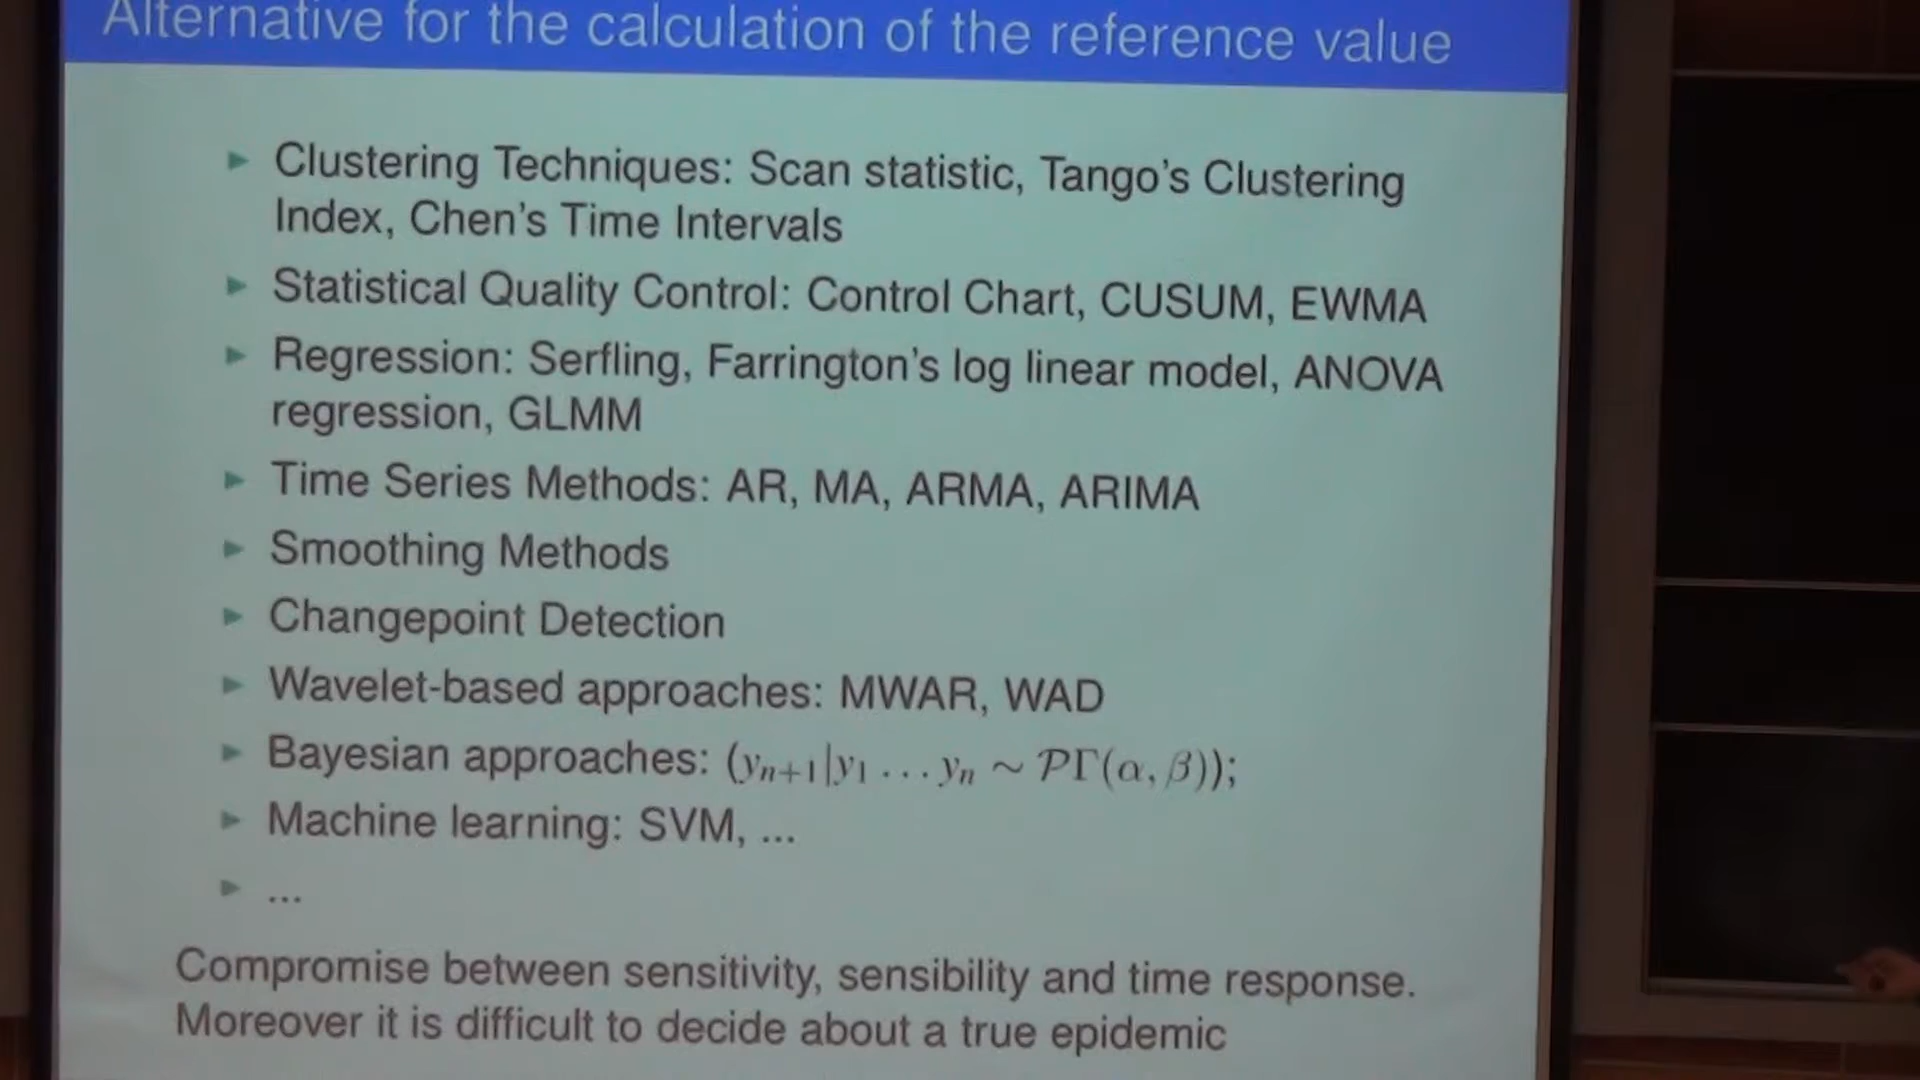 Alternative for the calculation of the reference value
▶ Clustering Techniques: Scan statistic, Tango's Clustering
Index, Chen's Time Intervals
▶ Statistical Quality Control: Control Chart, CUSUM, EWMA
▶ Regression: Serfling, Farrington's log linear model, ANOVA
regression, GLMM
▶ Time Series Methods: AR, MA, ARMA, ARIMA
▶ Smoothing Methods
▶ Changepoint Detection
▶ Wavelet-based approaches: MWAR, WAD
▶ Bayesian approaches: (yₙ₊₁|y₁ … yₙ ∼ 𝒫Γ(α, β));
▶ Machine learning: SVM, ...
▶ ...
Compromise between sensitivity, sensibility and time response.
Moreover it is difficult to decide about a true epidemic